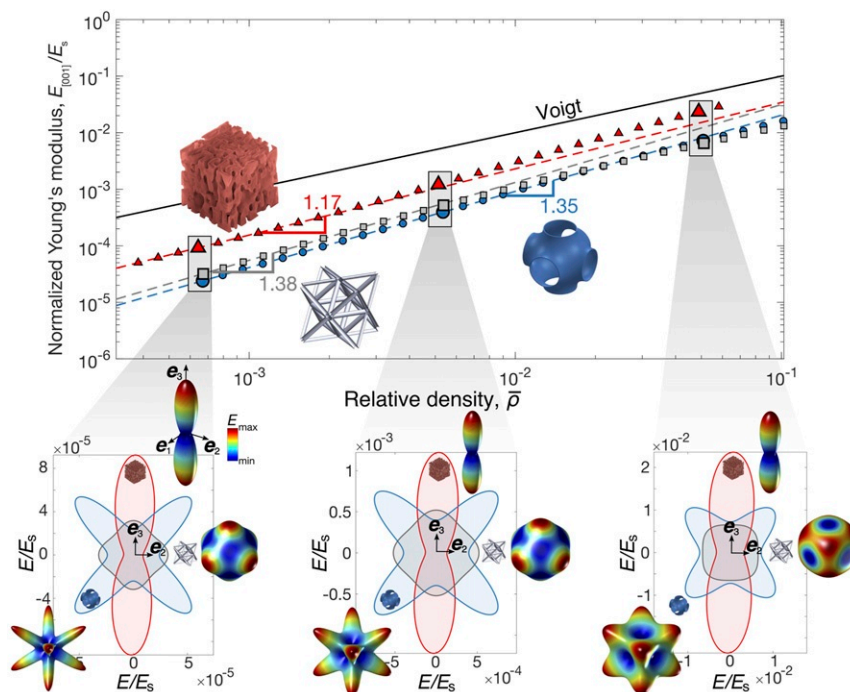 Normalized Young's modulus, E[001]/Es
10⁰
10⁻¹
10⁻²
10⁻³
10⁻⁴
10⁻⁵
10⁻⁶
Voigt
1.17
1.35
1.38
10⁻³
10⁻²
10⁻¹
Relative density, ρ̄
e₃
e₁
e₂
E
max
min
×10⁻⁵
8
4
0
-4
E/Es
e₃
e₂
-5
0
5
E/Es
×10⁻⁵
×10⁻³
1
0.5
0
-0.5
E/Es
e₃
e₂
-5
0
5
E/Es
×10⁻⁴
×10⁻²
2
1
0
-1
E/Es
e₃
e₂
-1
0
1
E/Es
×10⁻²